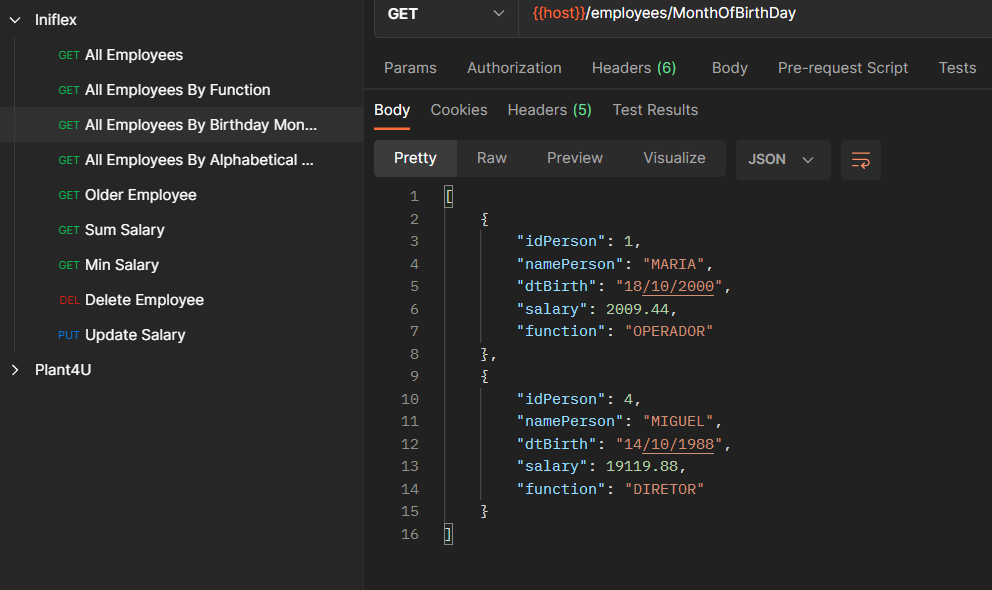 Iniflex
GET All Employees
GET All Employees By Function
GET All Employees By Birthday Mon...
GET All Employees By Alphabetical ...
GET Older Employee
GET Sum Salary
GET Min Salary
DEL Delete Employee
PUT Update Salary
Plant4U
GET {{host}}/employees/MonthOfBirthDay
Params Authorization Headers (6) Body Pre-request Script Tests
Body Cookies Headers (5) Test Results
Pretty Raw Preview Visualize JSON
1 [
2 {
3 "idPerson": 1,
4 "namePerson": "MARIA",
5 "dtBirth": "18/10/2000",
6 "salary": 2009.44,
7 "function": "OPERADOR"
8 },
9 {
10 "idPerson": 4,
11 "namePerson": "MIGUEL",
12 "dtBirth": "14/10/1988",
13 "salary": 19119.88,
14 "function": "DIRETOR"
15 }
16 ]